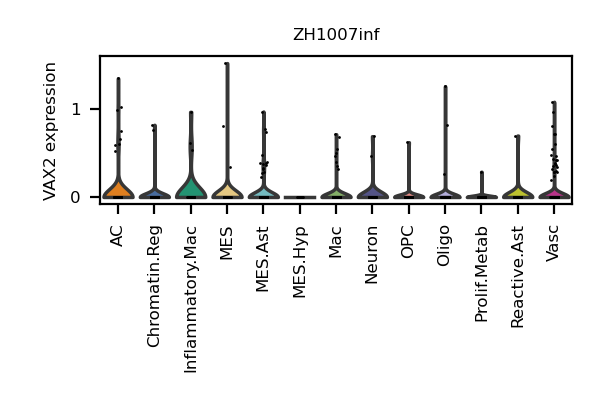 ZH1007inf
VAX2 expression
1
0
AC
Chromatin.Reg
Inflammatory.Mac
MES
MES.Ast
MES.Hyp
Mac
Neuron
OPC
Oligo
Prolif.Metab
Reactive.Ast
Vasc